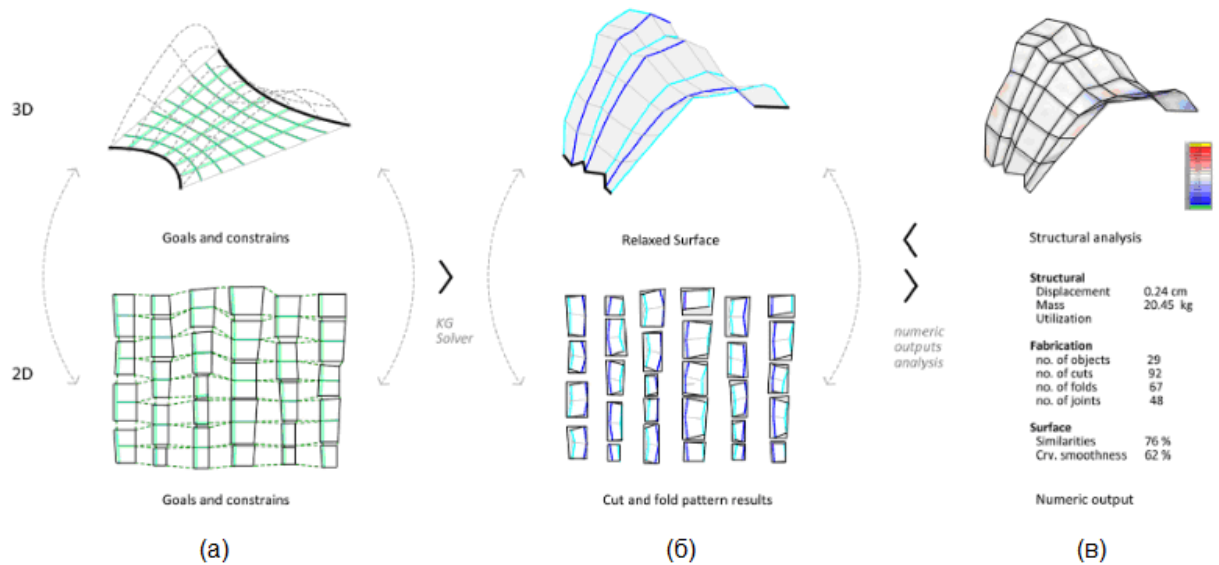 3D
Goals and constrains
Relaxed Surface
Structural analysis
KG
Solver
numeric
outputs
analysis
2D
Structural
Displacement 0.24 cm
Mass 20.45 kg
Utilization
Fabrication
no. of objects 29
no. of cuts 92
no. of folds 67
no. of joints 48
Surface
Similarities 76 %
Crv. smoothness 62 %
Goals and constrains
Cut and fold pattern results
Numeric output
(а)
(б)
(в)